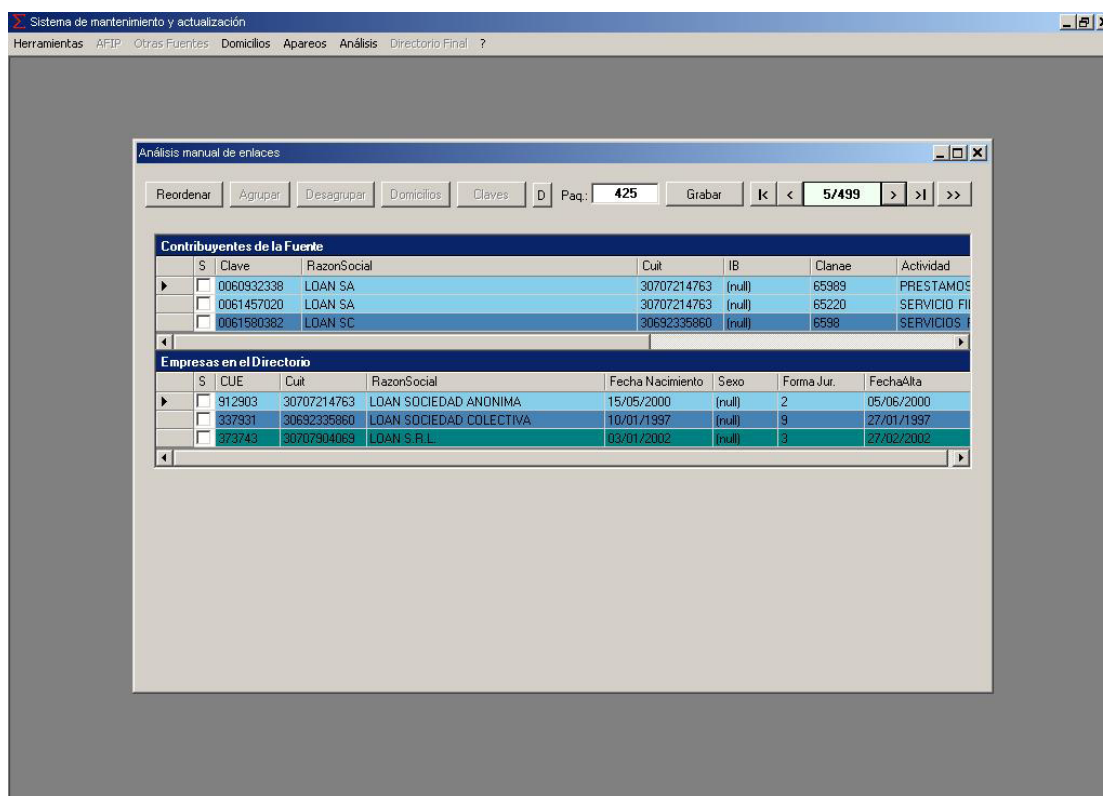 Sistema de mantenimiento y actualización
Herramientas AFIP Otras Fuentes Domicilios Apareos Análisis Directorio Final ?
Análisis manual de enlaces
Reordenar Agrupar Desagrupar Domicilios Claves D Paq.: 425 Grabar |< < 5/499 > >| >>
Contribuyentes de la Fuente
S Clave RazonSocial Cuit IB Clanae Actividad
0060932338 LOAN SA 30707214763 (null) 65989 PRESTAMOS
0061457020 LOAN SA 30707214763 (null) 65220 SERVICIO FI
0061580382 LOAN SC 30692335860 (null) 6598 SERVICIOS F
Empresas en el Directorio
S CUE Cuit RazonSocial Fecha Nacimiento Sexo Forma Jur. FechaAlta
912903 30707214763 LOAN SOCIEDAD ANONIMA 15/05/2000 (null) 2 05/06/2000
337931 30692335860 LOAN SOCIEDAD COLECTIVA 10/01/1997 (null) 9 27/01/1997
373743 30707904069 LOAN S.R.L. 03/01/2002 (null) 3 27/02/2002